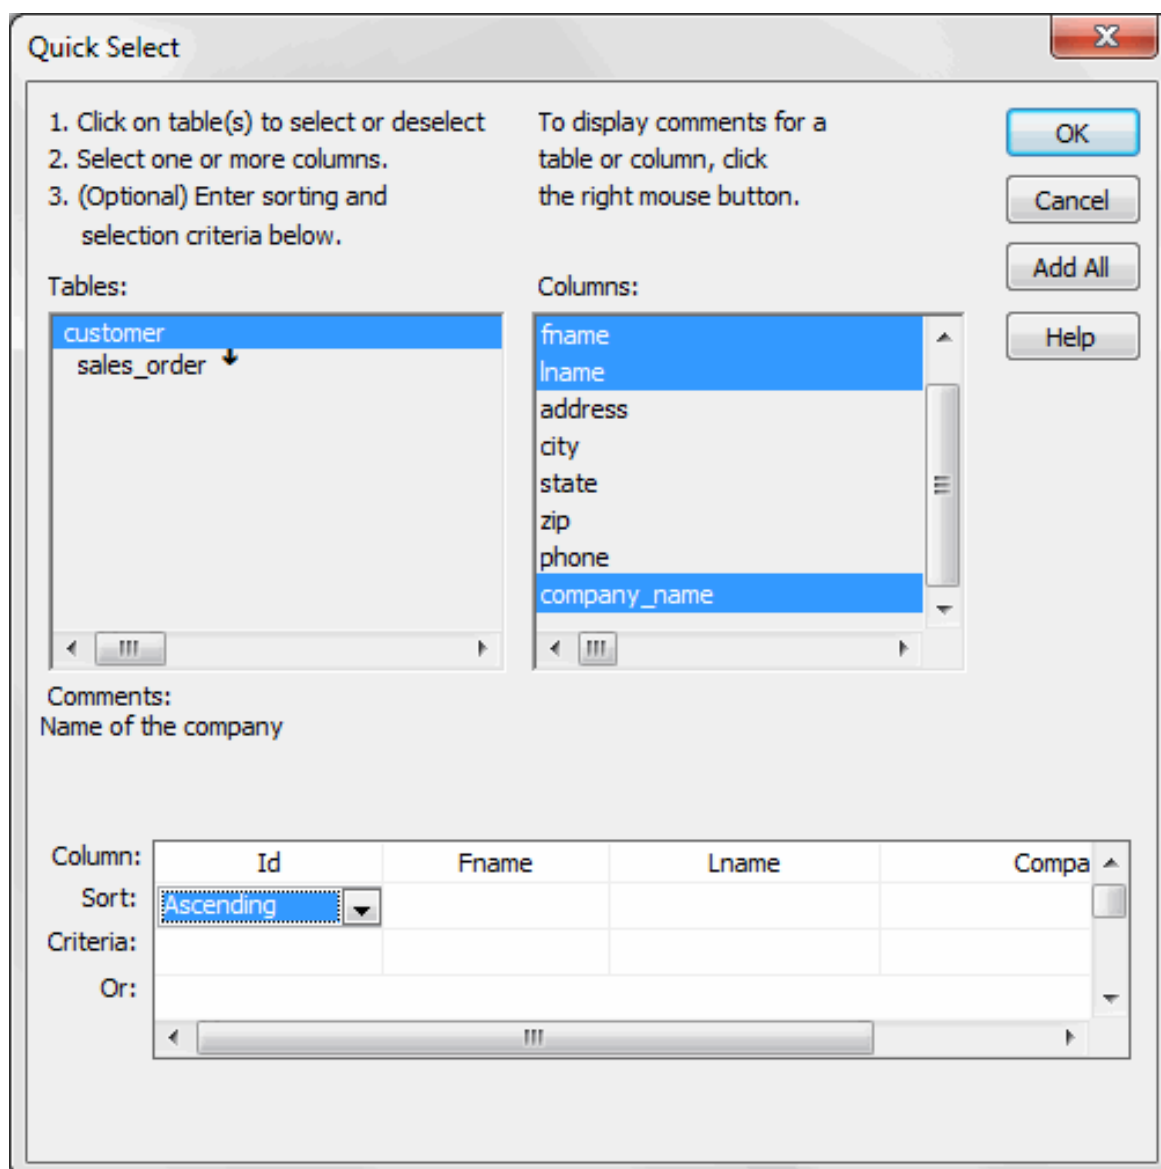 Quick Select
1. Click on table(s) to select or deselect
2. Select one or more columns.
3. (Optional) Enter sorting and
selection criteria below.
To display comments for a
table or column, click
the right mouse button.
OK
Cancel
Add All
Help
Tables:
customer
sales_order
Columns:
fname
lname
address
city
state
zip
phone
company_name
Comments:
Name of the company
Column: Id Fname Lname Compa
Sort: Ascending
Criteria:
Or: